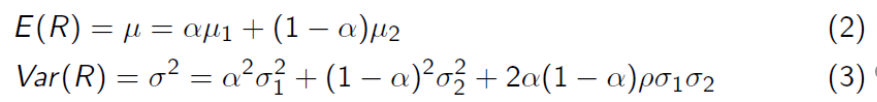 E(R) = μ = αμ₁ + (1 − α)μ₂ (2)
Var(R) = σ² = α²σ₁² + (1 − α)²σ₂² + 2α(1 − α)ρσ₁σ₂ (3)